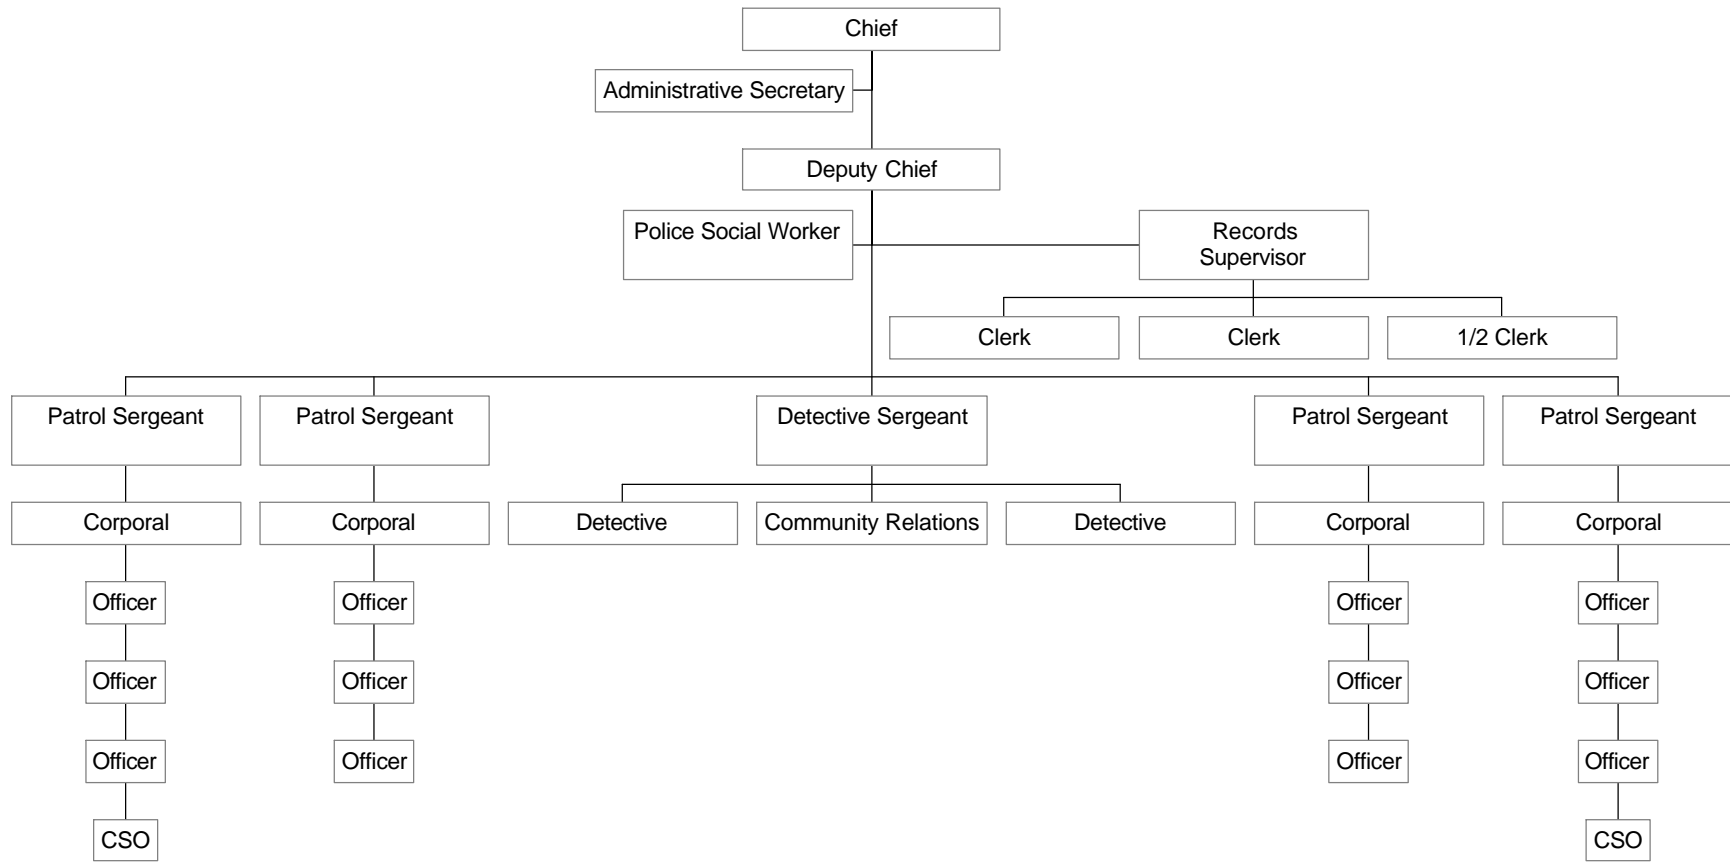 Chief
Administrative Secretary
Deputy Chief
Police Social Worker
Records
Supervisor
Clerk
Clerk
1/2 Clerk
Patrol Sergeant
Patrol Sergeant
Detective Sergeant
Patrol Sergeant
Patrol Sergeant
Corporal
Corporal
Detective
Community Relations
Detective
Corporal
Corporal
Officer
Officer
Officer
Officer
Officer
Officer
Officer
Officer
Officer
Officer
Officer
Officer
CSO
CSO